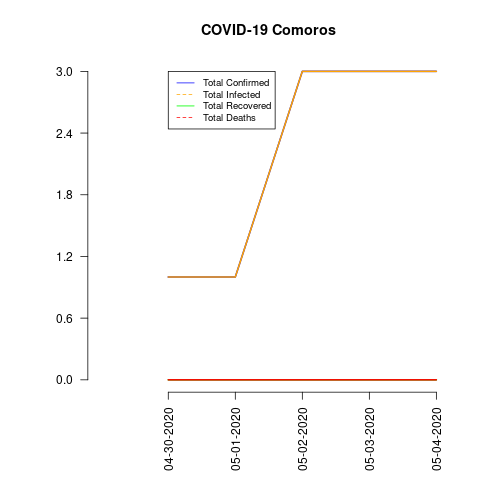 COVID-19 Comoros
Total Confirmed
Total Infected
Total Recovered
Total Deaths
3.0
2.4
1.8
1.2
0.6
0.0
04-30-2020
05-01-2020
05-02-2020
05-03-2020
05-04-2020